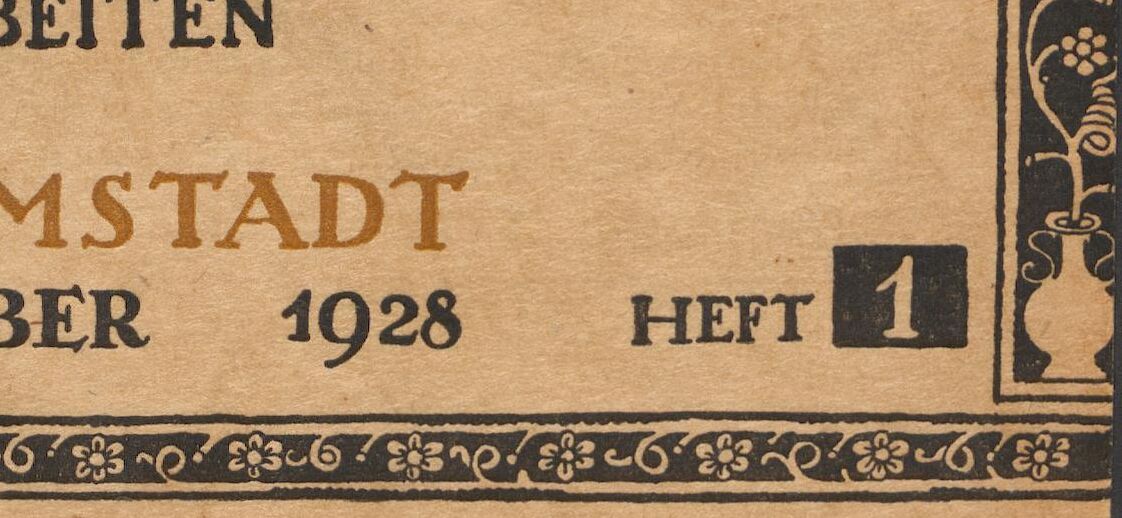 BEITEN
MSTADT
BER 1928 HEFT 1